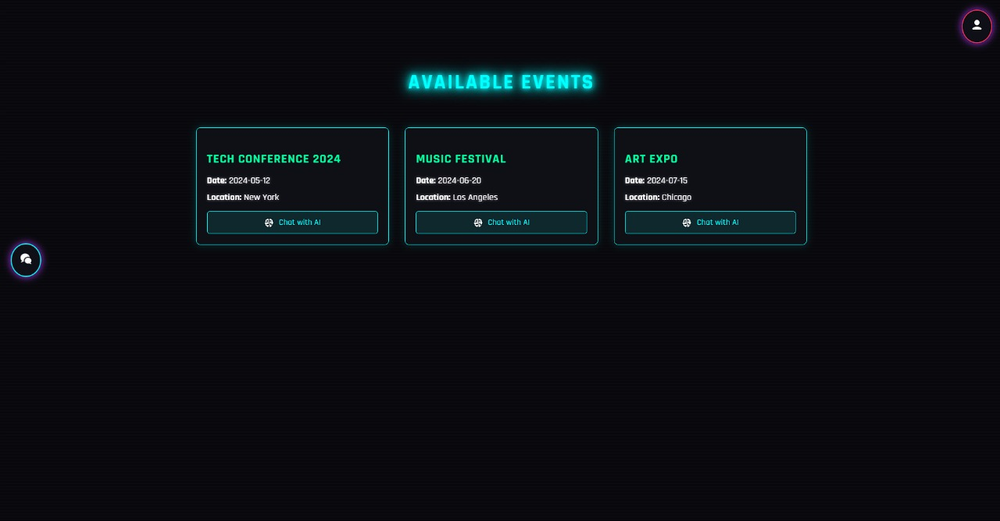 AVAILABLE EVENTS
TECH CONFERENCE 2024
Date: 2024-05-12
Location: New York
Chat with AI
MUSIC FESTIVAL
Date: 2024-06-20
Location: Los Angeles
Chat with AI
ART EXPO
Date: 2024-07-15
Location: Chicago
Chat with AI